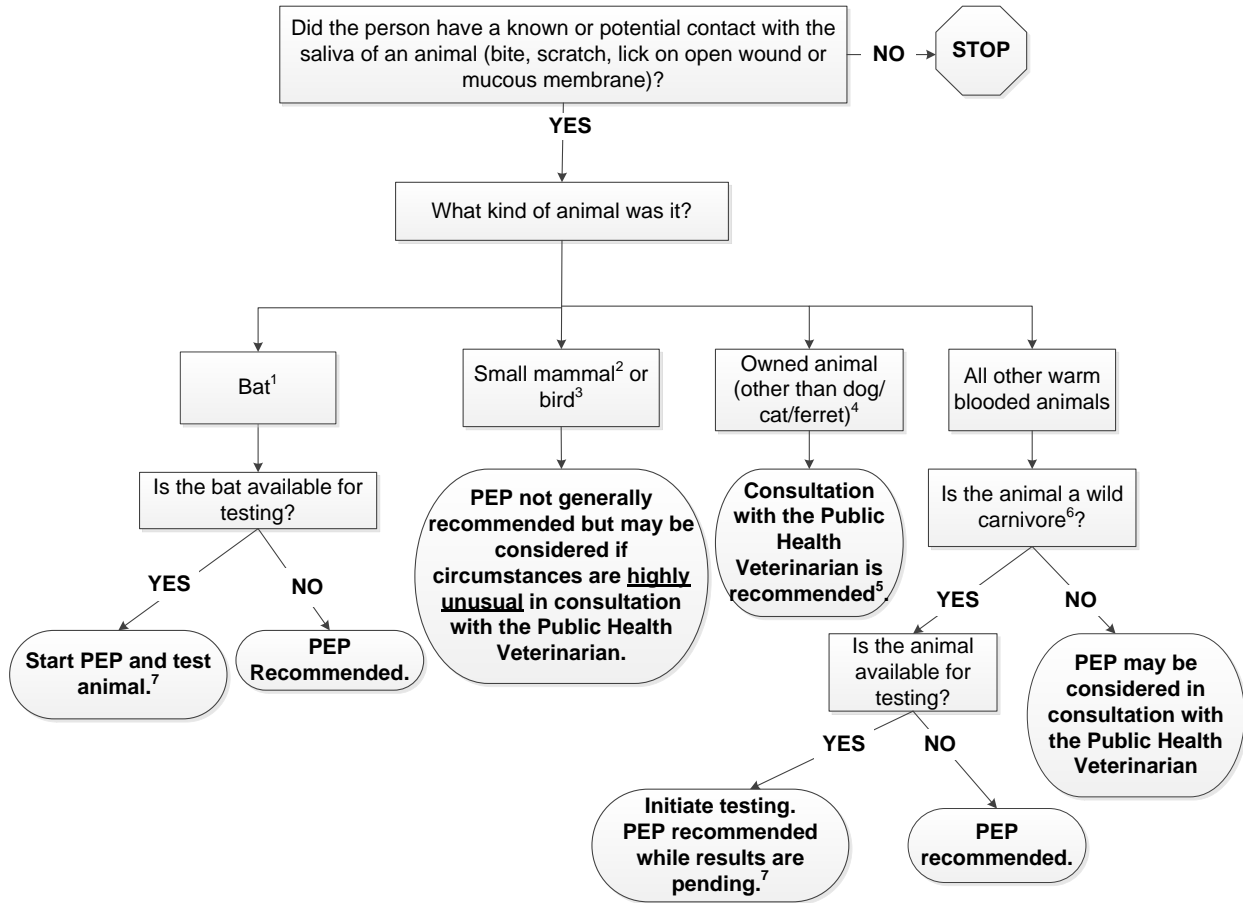 Did the person have a known or potential contact with the
saliva of an animal (bite, scratch, lick on open wound or
mucous membrane)?
NO
STOP
YES
What kind of animal was it?
Bat1
Small mammal2 or
bird3
Owned animal
(other than dog/
cat/ferret)4
All other warm
blooded animals
Is the bat available for
testing?
YES
NO
Start PEP and test
animal.7
PEP
Recommended.
PEP not generally
recommended but may be
considered if
circumstances are highly
unusual in consultation
with the Public Health
Veterinarian.
Consultation
with the Public
Health
Veterinarian is
recommended5.
Is the animal a wild
carnivore6?
YES
NO
Is the animal
available for
testing?
PEP may be
considered in
consultation with
the Public Health
Veterinarian
YES
NO
Initiate testing.
PEP recommended
while results are
pending.7
PEP
recommended.